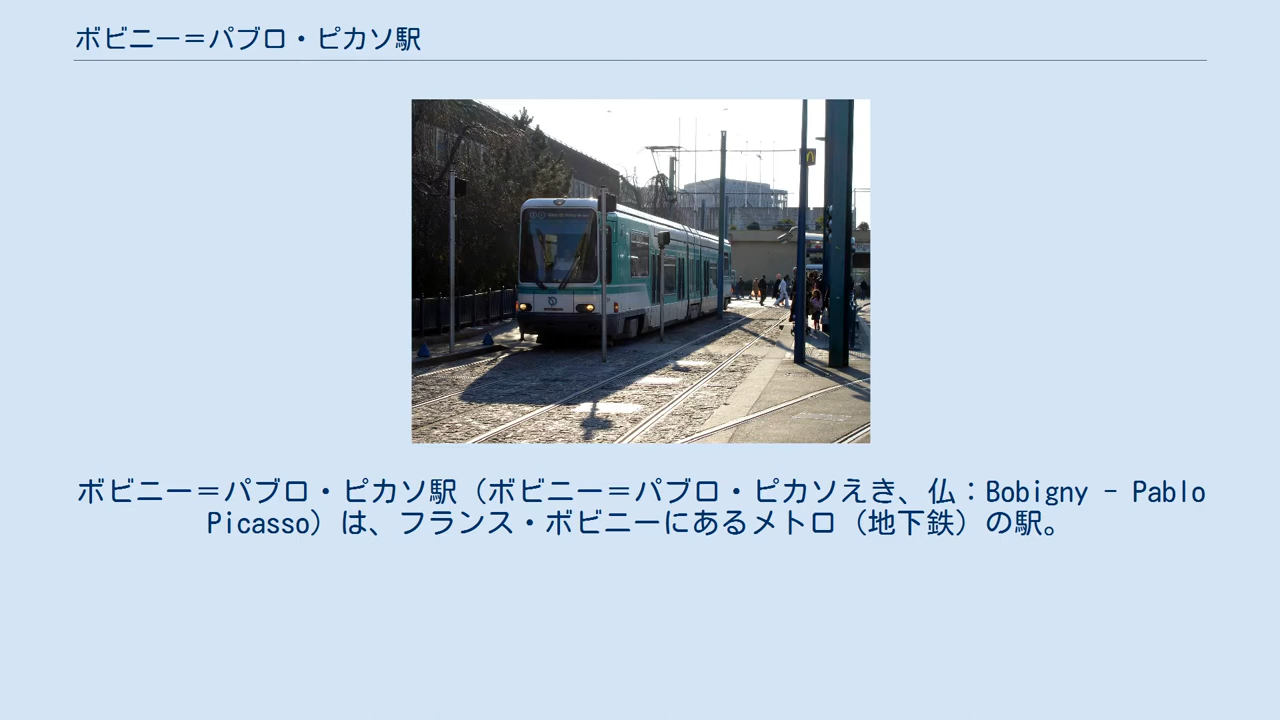 ボビニー＝パブロ・ピカソ駅
ボビニー＝パブロ・ピカソ駅（ボビニー＝パブロ・ピカソえき、仏：Bobigny - Pablo
Picasso）は、フランス・ボビニーにあるメトロ（地下鉄）の駅。